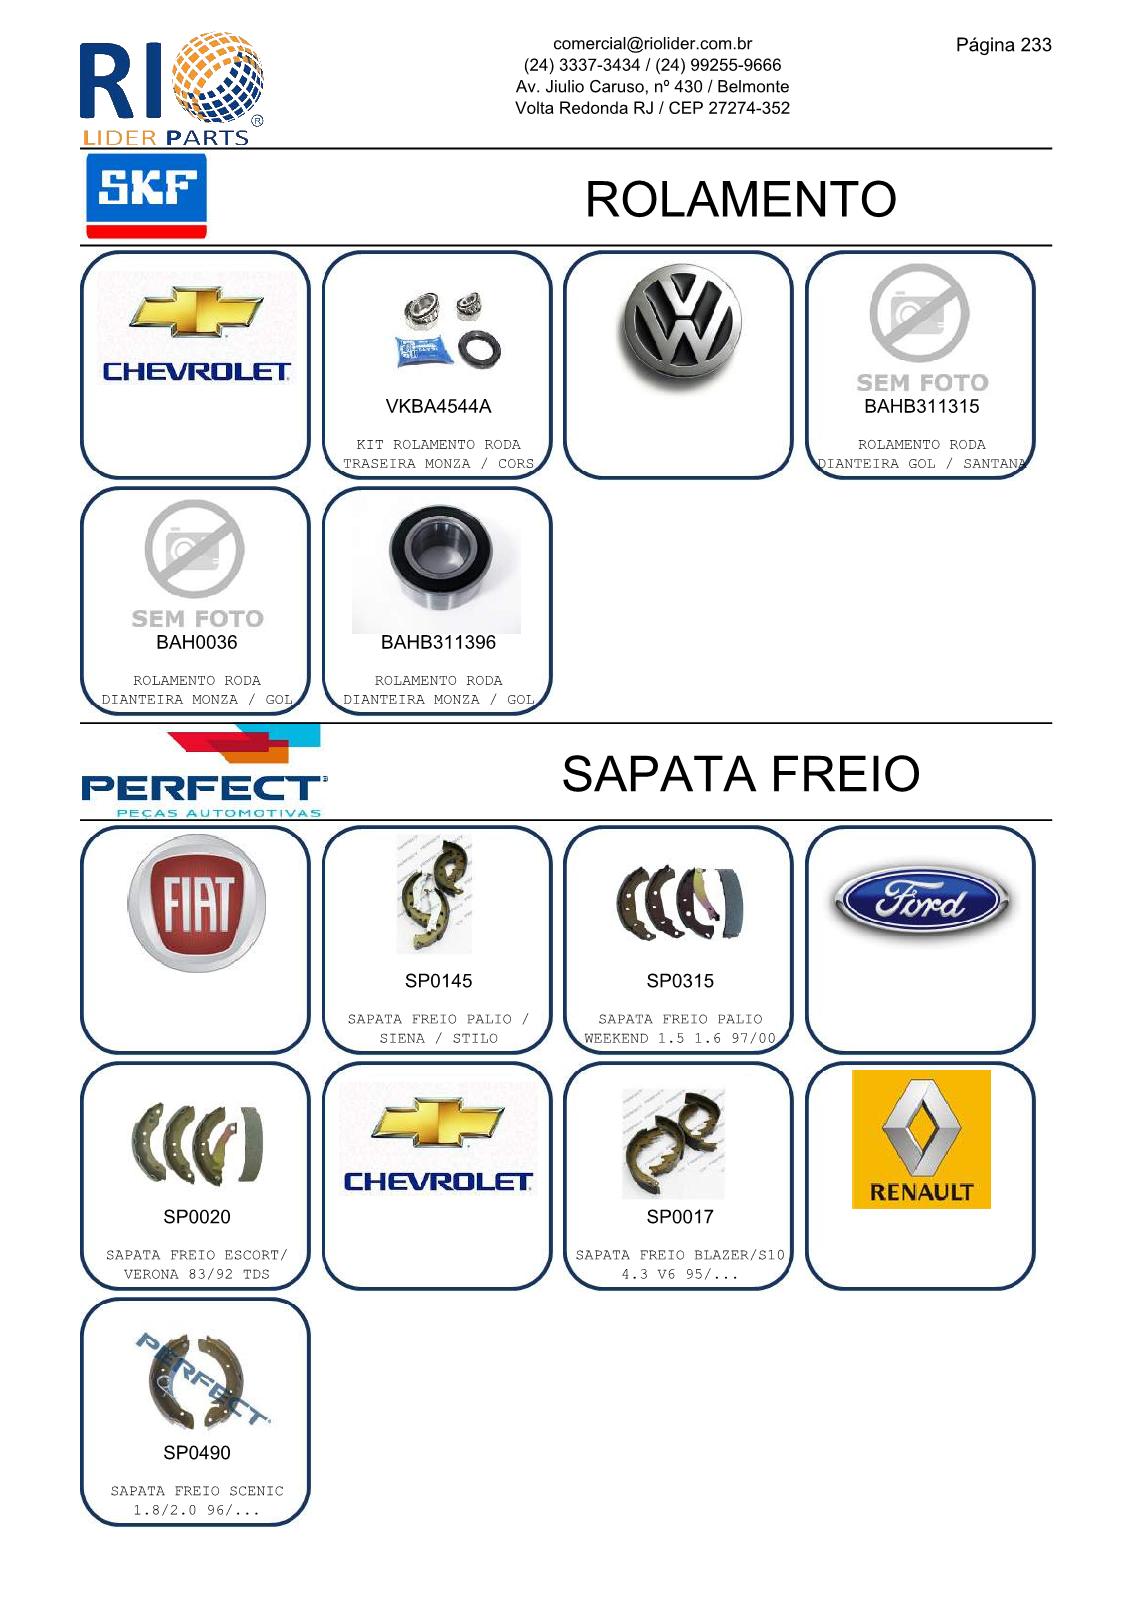 RIO
LIDER PARTS
®
comercial@riolider.com.br
(24) 3337-3434 / (24) 99255-9666
Av. Jiulio Caruso, nº 430 / Belmonte
Volta Redonda RJ / CEP 27274-352
Página 233
SKF
ROLAMENTO
CHEVROLET
VKBA4544A
KIT ROLAMENTO RODA
TRASEIRA MONZA / CORS
SEM FOTO
BAHB311315
ROLAMENTO RODA
DIANTEIRA GOL / SANTANA
SEM FOTO
BAH0036
ROLAMENTO RODA
DIANTEIRA MONZA / GOL
BAHB311396
ROLAMENTO RODA
DIANTEIRA MONZA / GOL
PERFECT®
PEÇAS AUTOMOTIVAS
SAPATA FREIO
FIAT
SP0145
SAPATA FREIO PALIO /
SIENA / STILO
SP0315
SAPATA FREIO PALIO
WEEKEND 1.5 1.6 97/00
Ford
SP0020
SAPATA FREIO ESCORT/
VERONA 83/92 TDS
CHEVROLET
SP0017
SAPATA FREIO BLAZER/S10
4.3 V6 95/...
RENAULT
PERFECT
SP0490
SAPATA FREIO SCENIC
1.8/2.0 96/...